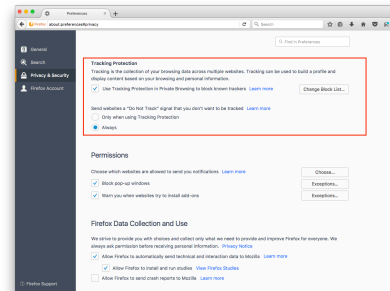 Preferences
Firefox about:preferences#privacy
Search
Find in Preferences
General
Search
Privacy & Security
Firefox Account
Tracking Protection
Tracking is the collection of your browsing data across multiple websites. Tracking can be used to build a profile and
display content based on your browsing and personal information.
Use Tracking Protection in Private Browsing to block known trackers Learn more
Change Block List...
Send websites a "Do Not Track" signal that you don't want to be tracked Learn more
Only when using Tracking Protection
Always
Permissions
Choose which websites are allowed to send you notifications Learn more
Choose...
Block pop-up windows
Exceptions...
Warn you when websites try to install add-ons
Exceptions...
Firefox Data Collection and Use
We strive to provide you with choices and collect only what we need to provide and improve Firefox for everyone. We
always ask permission before receiving personal information. Privacy Notice
Allow Firefox to automatically send technical and interaction data to Mozilla Learn more
Allow Firefox to install and run studies View Firefox Studies
Allow Firefox to send crash reports to Mozilla Learn more
Firefox Support